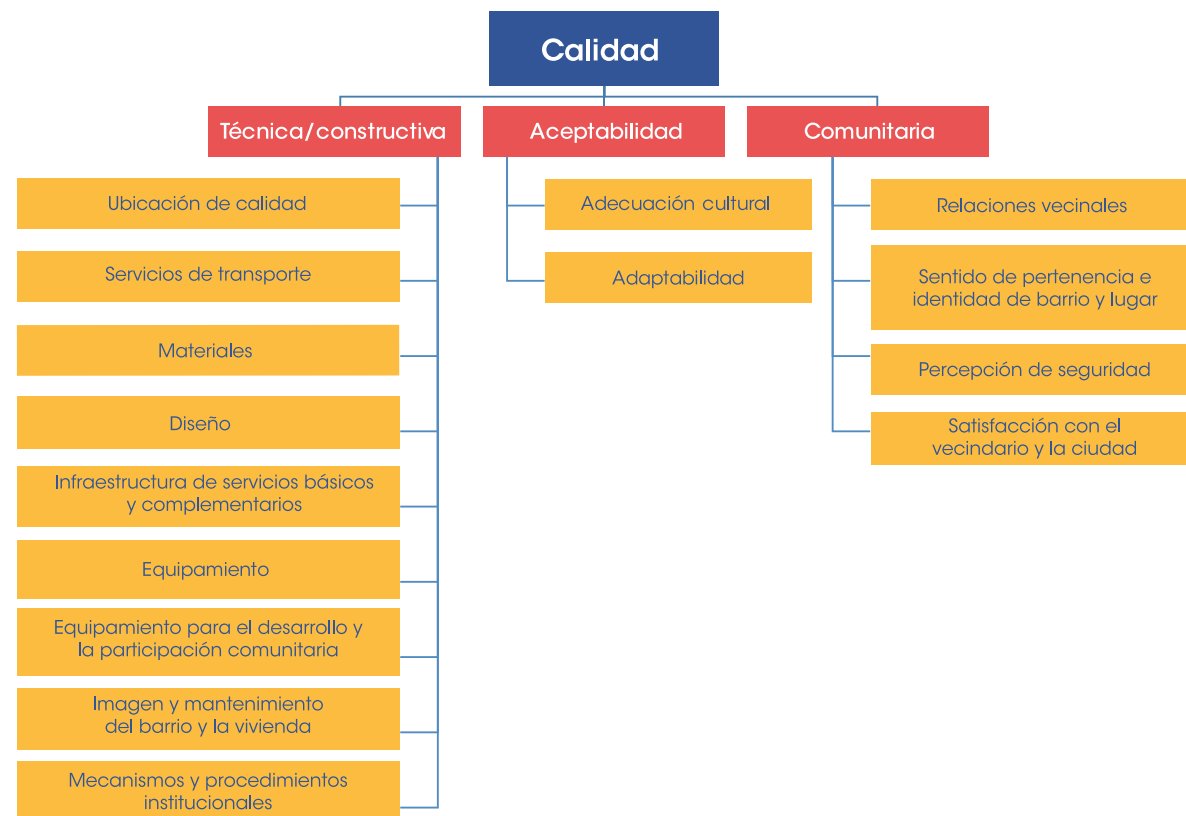 Calidad
Técnica/constructiva
Ubicación de calidad
Servicios de transporte
Materiales
Diseño
Infraestructura de servicios básicos
y complementarios
Equipamiento
Equipamiento para el desarrollo y
la participación comunitaria
Imagen y mantenimiento
del barrio y la vivienda
Mecanismos y procedimientos
institucionales
Aceptabilidad
Adecuación cultural
Adaptabilidad
Comunitaria
Relaciones vecinales
Sentido de pertenencia e
identidad de barrio y lugar
Percepción de seguridad
Satisfacción con el
vecindario y la ciudad